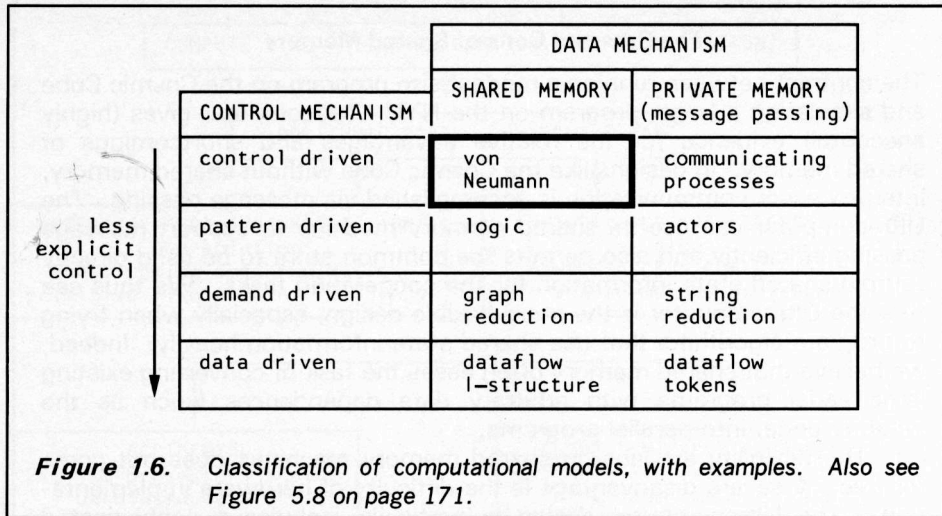 DATA MECHANISM
SHARED MEMORY PRIVATE MEMORY
CONTROL MECHANISM (message passing)
control driven von communicating
Neumann processes
less pattern driven logic actors
explicit
control
demand driven graph string
reduction reduction
data driven dataflow dataflow
I-structure tokens
Figure 1.6. Classification of computational models, with examples. Also see
Figure 5.8 on page 171.